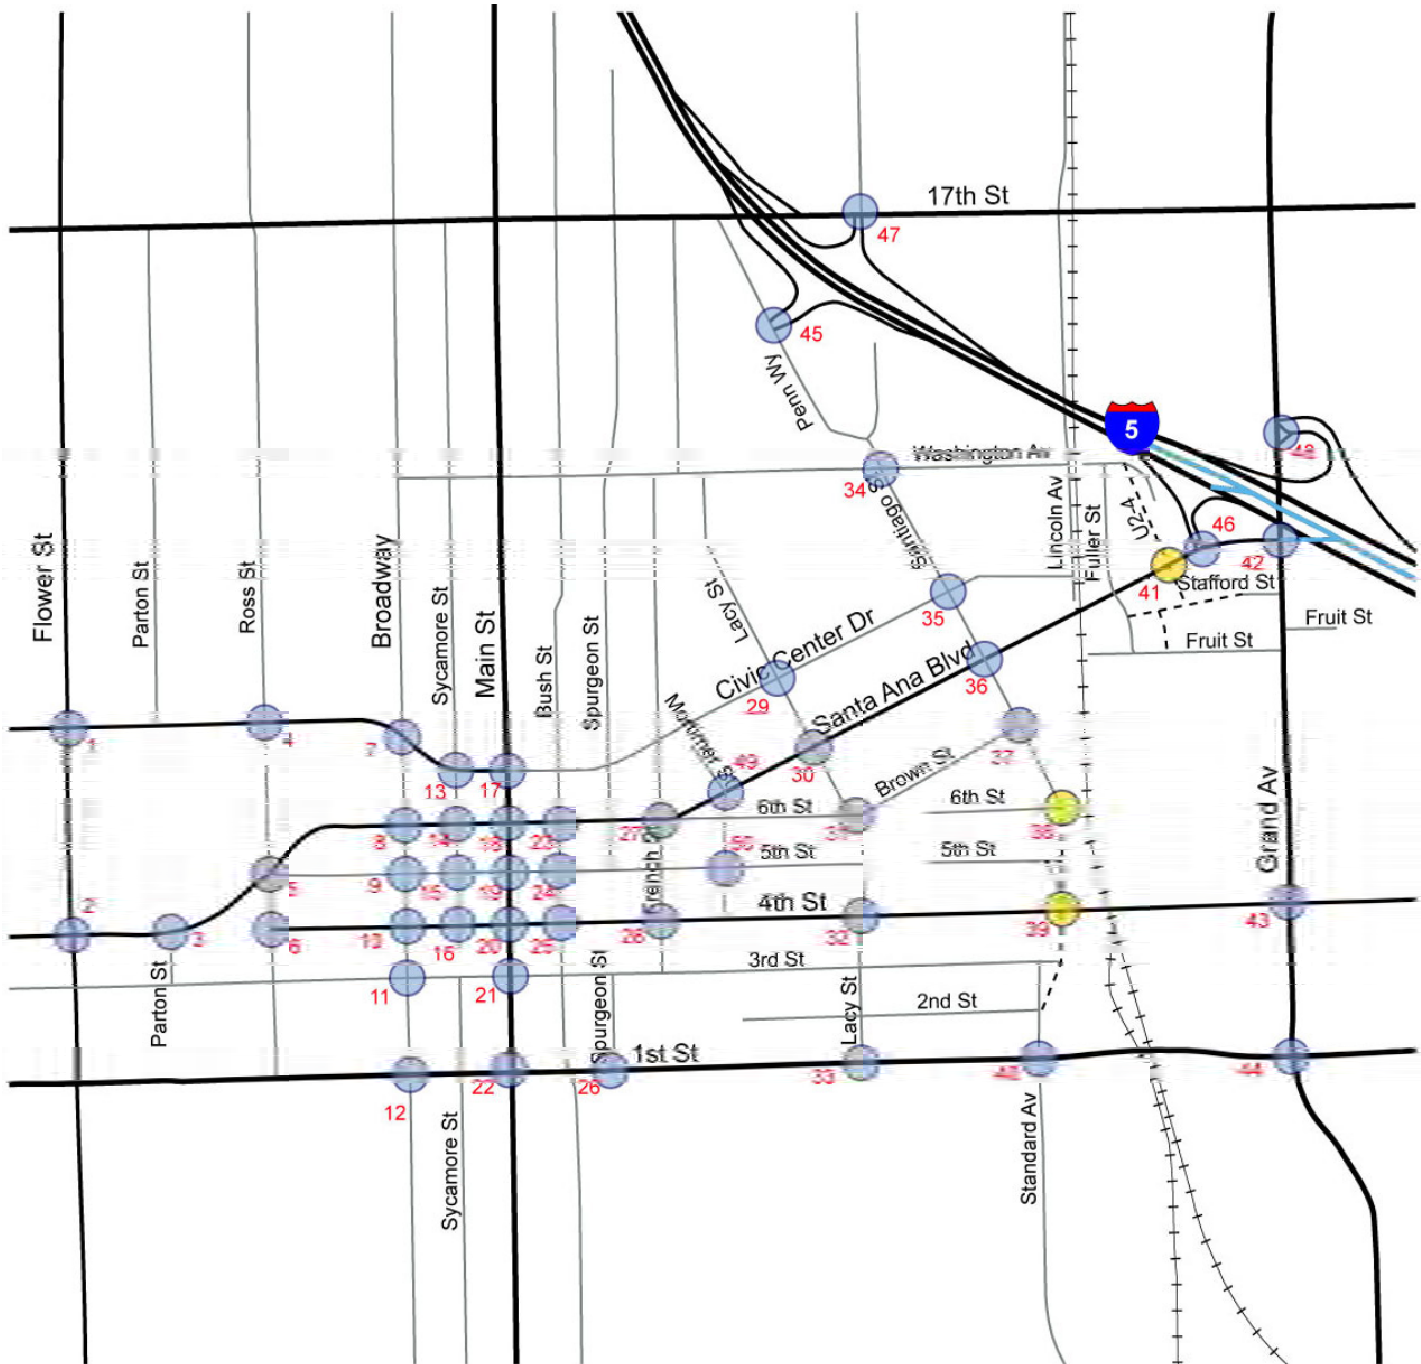 17th St
47
45
Penn Wy
5
Washington Av
48
34
Santiago St
Lincoln Av
Fuller St
46
42
41
Stafford St
Fruit St
Fruit St
Flower St
Parton St
Ross St
Broadway
Sycamore St
Main St
Bush St
Spurgeon St
Lacy St
Civic Center Dr
35
Santa Ana Blvd
36
29
Mortimer St
49
30
37
Brown St
1
4
7
13
17
6th St
6th St
38
8
14
18
23
27
5th St
5th St
Grand Av
5
9
15
19
24
French St
2
4th St
3
6
10
16
20
25
28
32
39
43
3rd St
11
21
Parton St
Spurgeon St
Lacy St
2nd St
1st St
12
22
26
33
40
44
Sycamore St
Standard Av